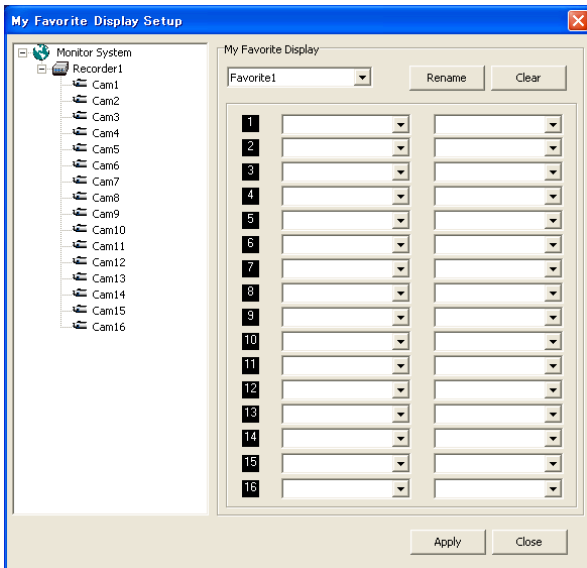 My Favorite Display Setup
Monitor System
Recorder1
Cam1
Cam2
Cam3
Cam4
Cam5
Cam6
Cam7
Cam8
Cam9
Cam10
Cam11
Cam12
Cam13
Cam14
Cam15
Cam16
My Favorite Display
Favorite1
Rename
Clear
1
2
3
4
5
6
7
8
9
10
11
12
13
14
15
16
Apply
Close